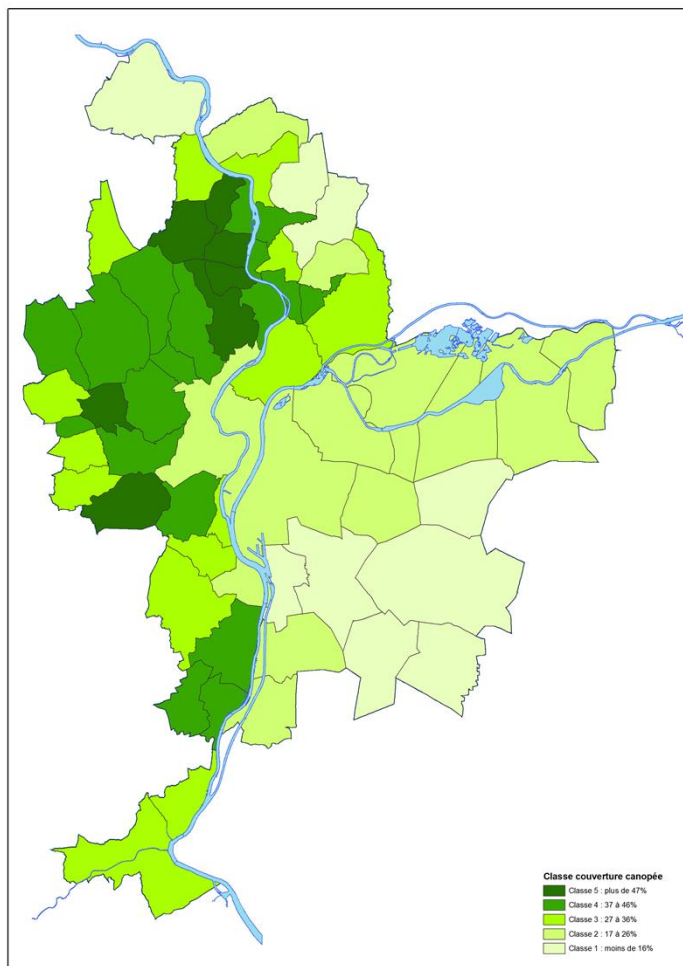 Classe couverture canopée
Classe 5 : plus de 47%
Classe 4 : 37 à 46%
Classe 3 : 27 à 36%
Classe 2 : 17 à 26%
Classe 1 : moins de 16%